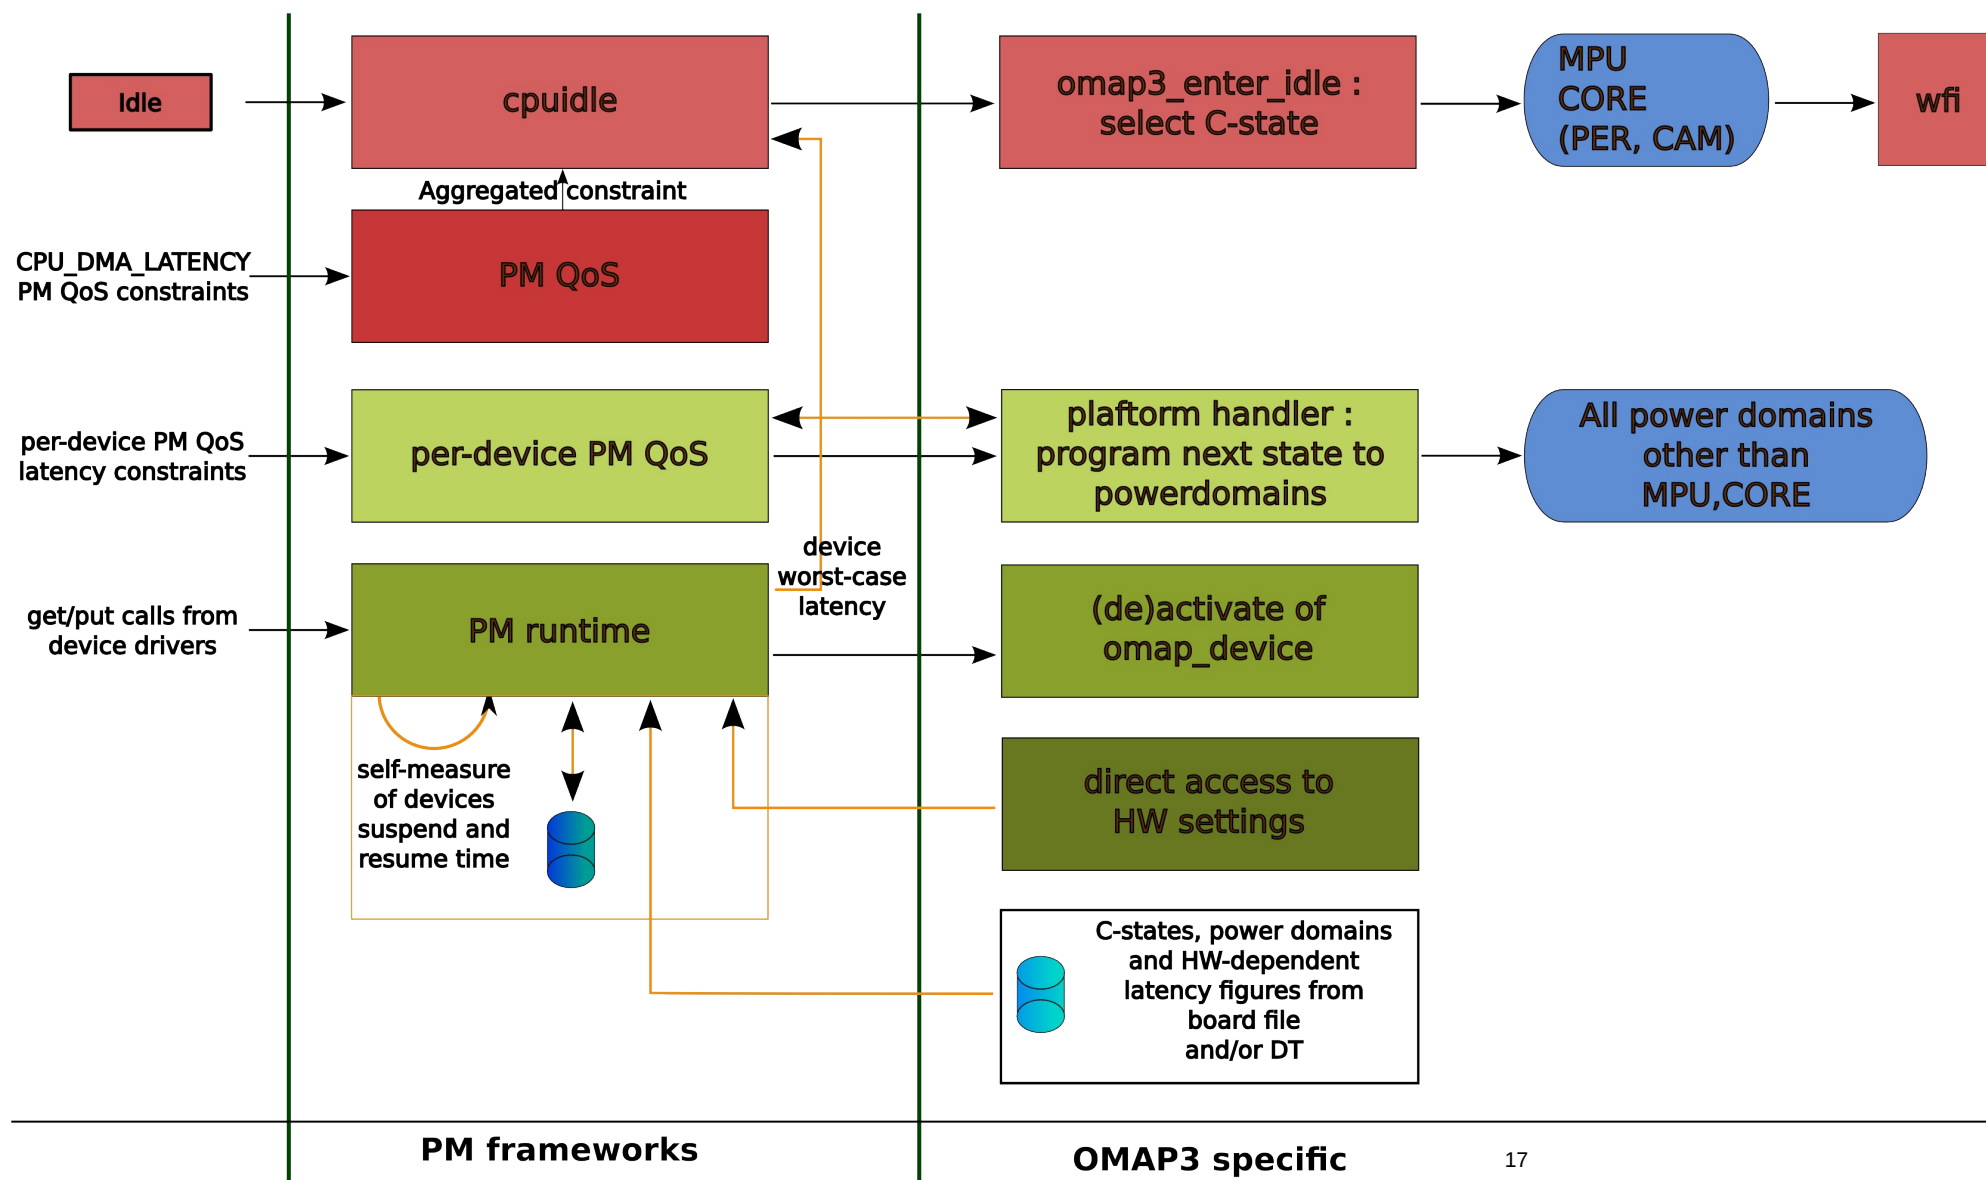 Idle
cpuidle
omap3_enter_idle :
select C-state
MPU
CORE
(PER, CAM)
wfi
Aggregated constraint
CPU_DMA_LATENCY
PM QoS constraints
PM QoS
per-device PM QoS
latency constraints
per-device PM QoS
plaftorm handler :
program next state to
powerdomains
All power domains
other than
MPU,CORE
device
worst-case
latency
get/put calls from
device drivers
PM runtime
(de)activate of
omap_device
self-measure
of devices
suspend and
resume time
direct access to
HW settings
C-states, power domains
and HW-dependent
latency figures from
board file
and/or DT
PM frameworks
OMAP3 specific
17